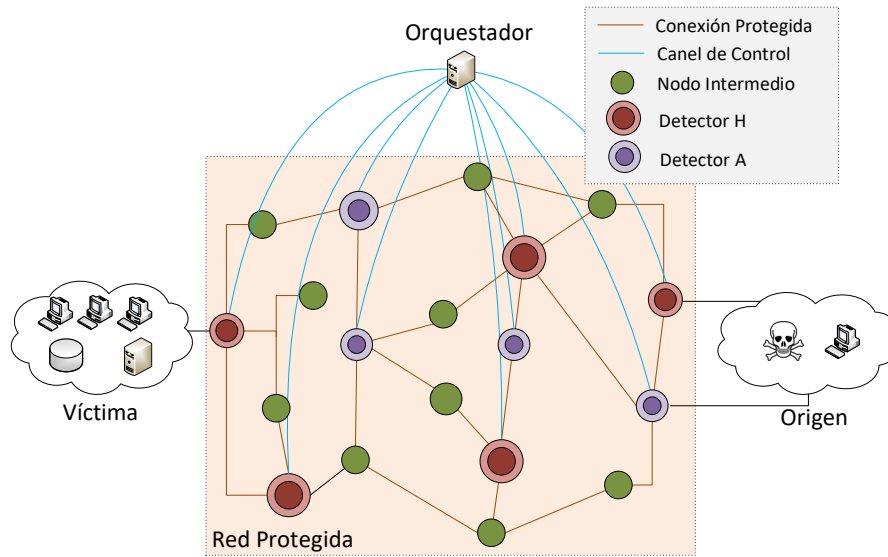 Orquestador
Conexión Protegida
Canel de Control
Nodo Intermedio
Detector H
Detector A
Víctima
Origen
Red Protegida